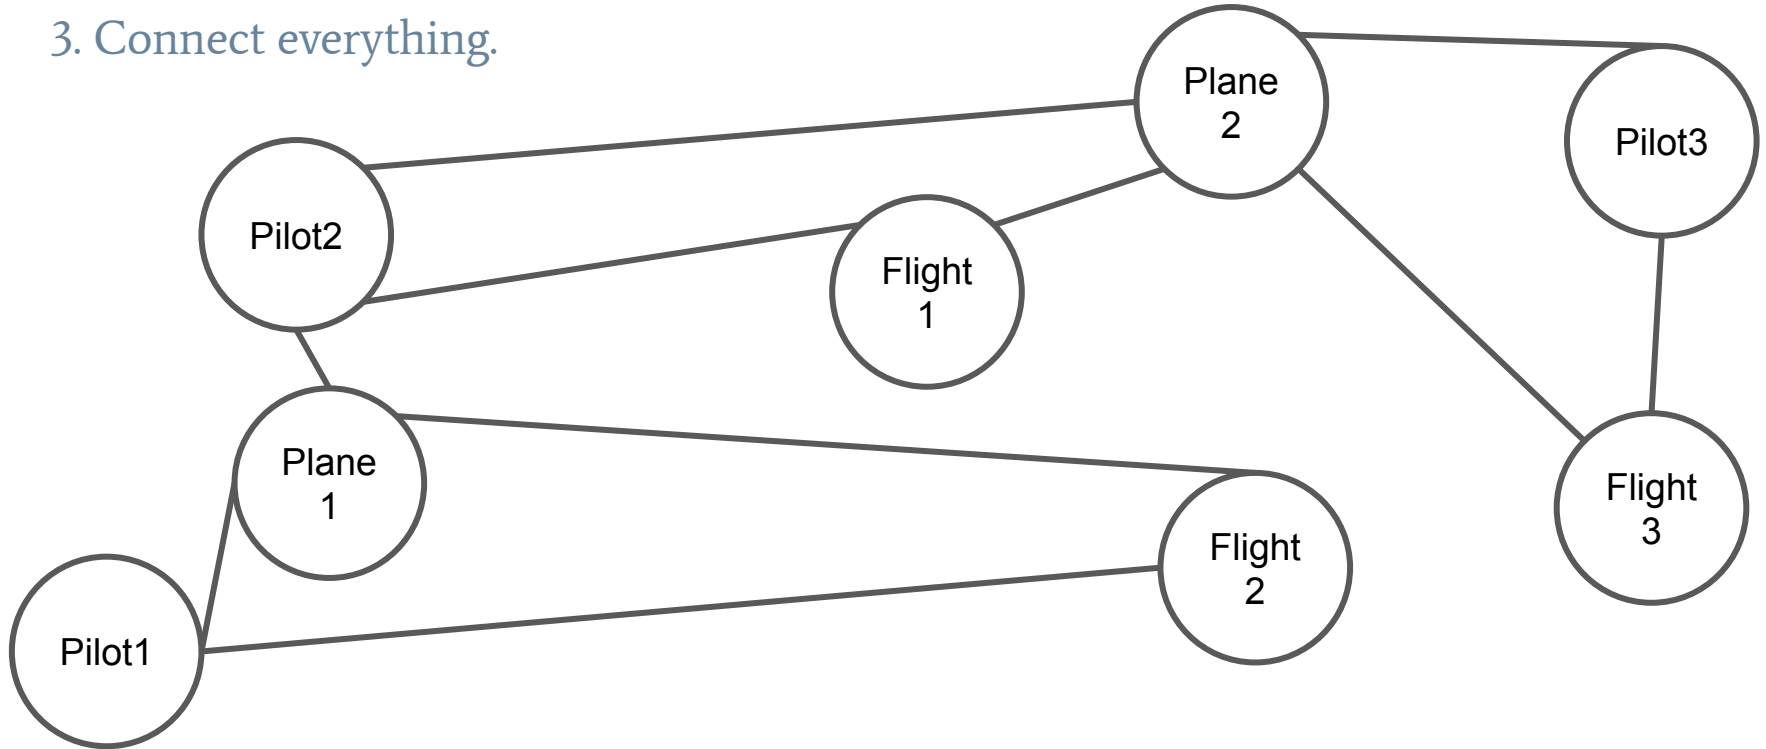 3. Connect everything.
Plane
2
Pilot3
Pilot2
Flight
1
Plane
1
Flight
3
Flight
2
Pilot1